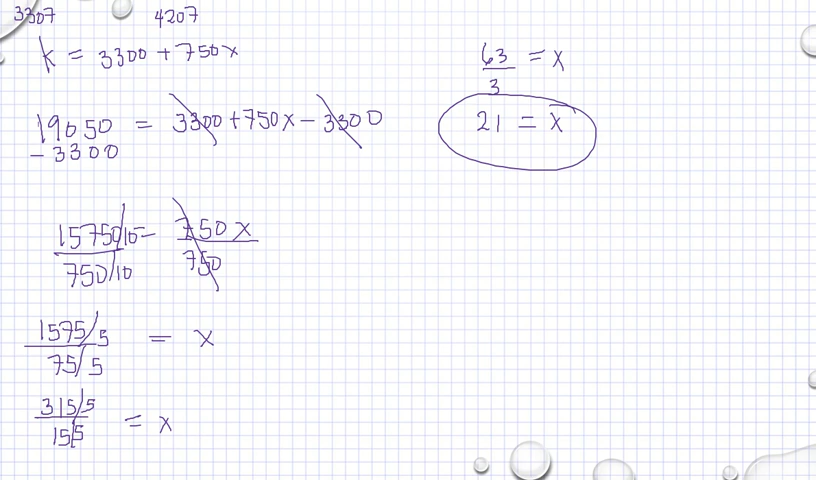 3307 4207
k = 3300 + 750x
19050 = 3300 + 750x - 3300
- 3300
15750/10 = 750x
750/10 750
1575/5 = x
75/5
315/5 = x
15/5
63 = x
3
21 = x